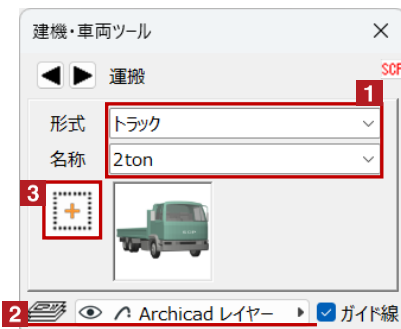 建機・車両ツール
運搬
SCF
1
形式 トラック
名称 2ton
3
2
Archicad レイヤー
ガイド線